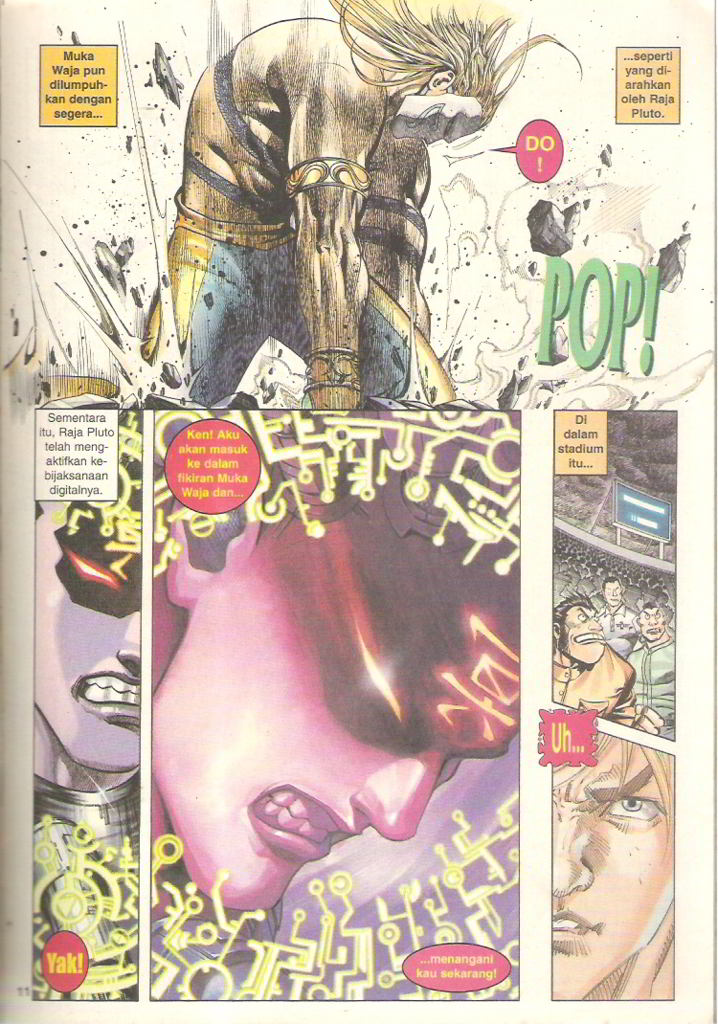 Muka
Waja pun
dilumpuh-
kan dengan
segera...
...seperti
yang di-
arahkan
oleh Raja
Pluto.
DO
!
POP!
Sementara
itu, Raja Pluto
telah meng-
aktifkan ke-
bijaksanaan
digitalnya.
Ken! Aku
akan masuk
ke dalam
fikiran Muka
Waja dan...
Di
dalam
stadium
itu...
Uh...
Yak!
...menangani
kau sekarang!
11